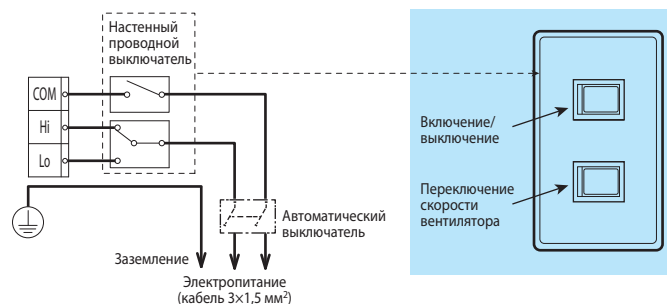 Настенный
проводной
выключатель
COM
Hi
Lo
Автоматический
выключатель
Заземление
Электропитание
(кабель 3×1,5 мм²)
Включение/
выключение
Переключение
скорости
вентилятора